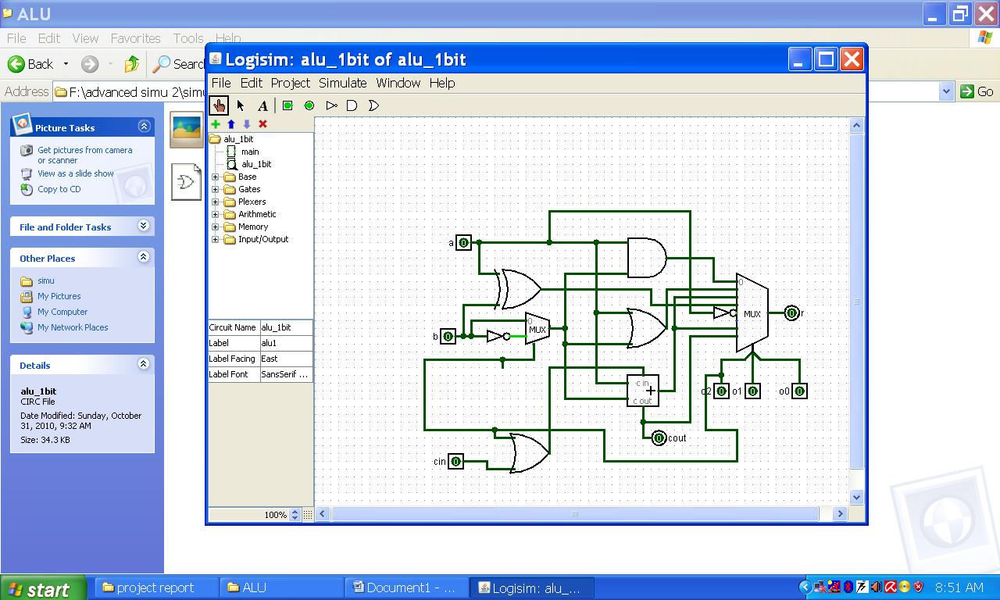 ALU
File Edit View Favorites Tools Help
Back Search
Address F:\advanced simu 2\simu Go
Picture Tasks
Get pictures from camera
or scanner
View as a slide show
Copy to CD
File and Folder Tasks
Other Places
simu
My Pictures
My Computer
My Network Places
Details
alu_1bit
CIRC File
Date Modified: Sunday, October
31, 2010, 9:32 AM
Size: 34.3 KB
Logisim: alu_1bit of alu_1bit
File Edit Project Simulate Window Help
A
alu_1bit
main
alu_1bit
Base
Gates
Plexers
Arithmetic
Memory
Input/Output
Circuit Name alu_1bit
Label alu1
Label Facing East
Label Font SansSerif ...
100%
a 0
b 0
0
MUX
0
MUX
0 r
c in
+
c out
o2 0 o1 0 o0 0
0 cout
cin 0
start project report ALU Document1 - ... Logisim: alu_... 8:51 AM